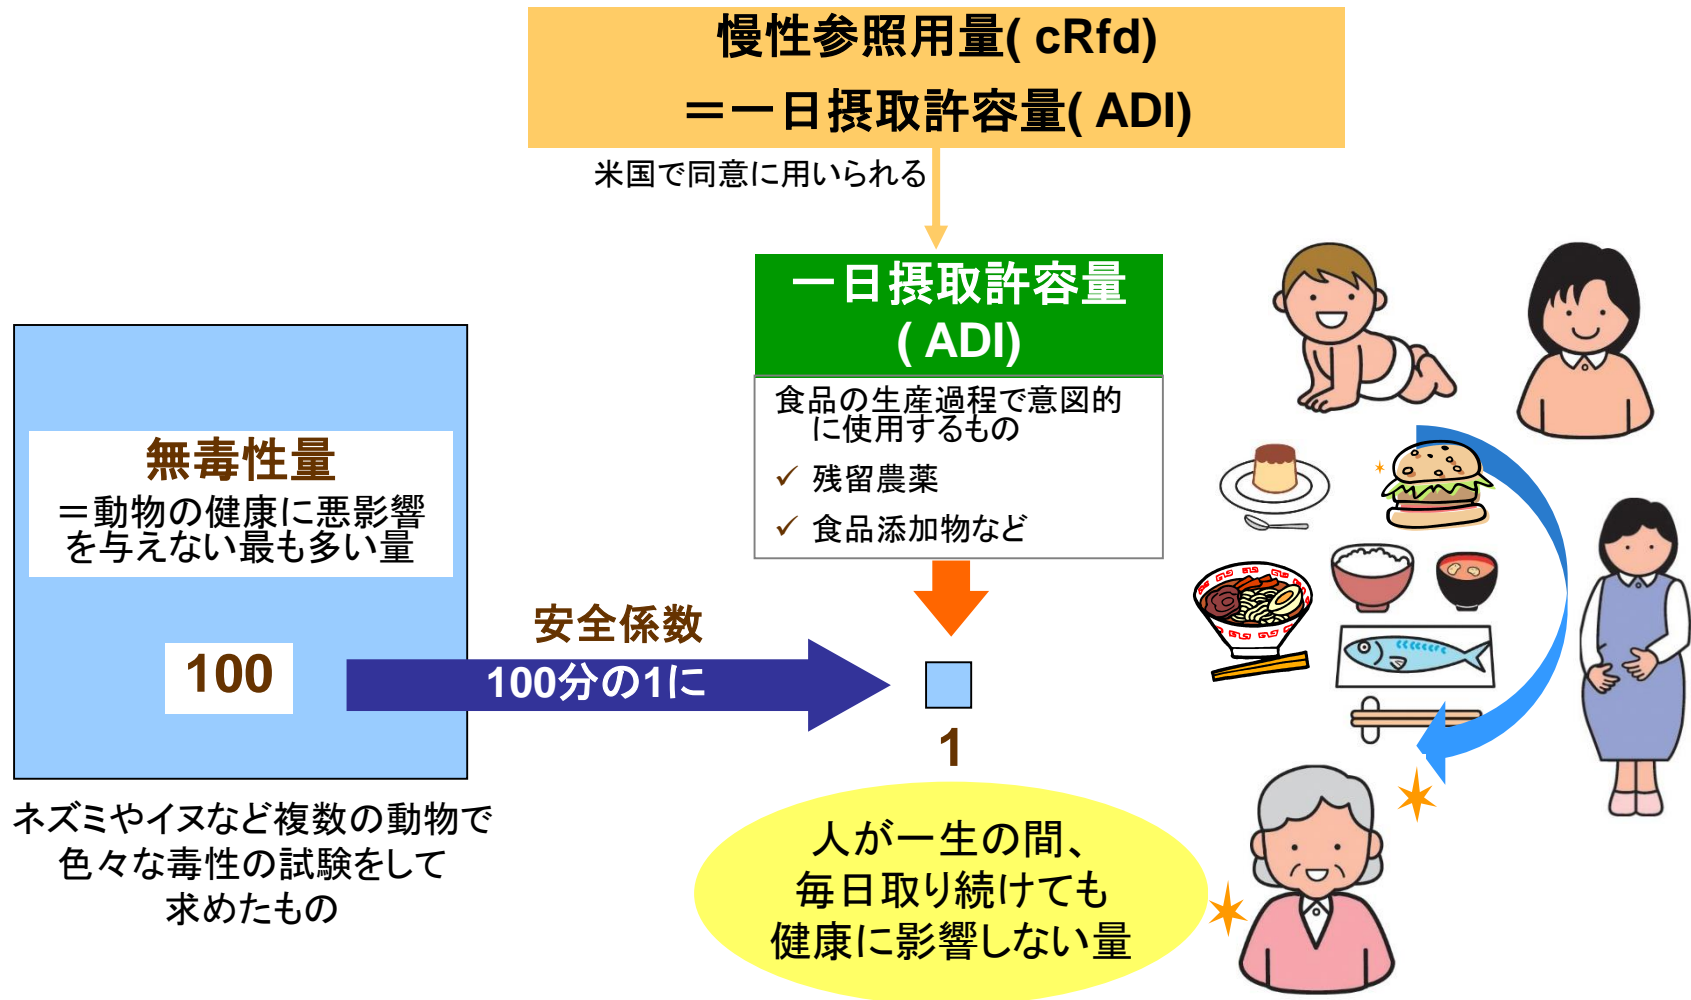 慢性参照用量( cRfd)
＝一日摂取許容量( ADI)
米国で同意に用いられる
一日摂取許容量
( ADI)
食品の生産過程で意図的
に使用するもの
✓ 残留農薬
✓ 食品添加物など
無毒性量
＝動物の健康に悪影響
を与えない最も多い量
100
安全係数
100分の1に
1
ネズミやイヌなど複数の動物で
色々な毒性の試験をして
求めたもの
人が一生の間、
毎日取り続けても
健康に影響しない量